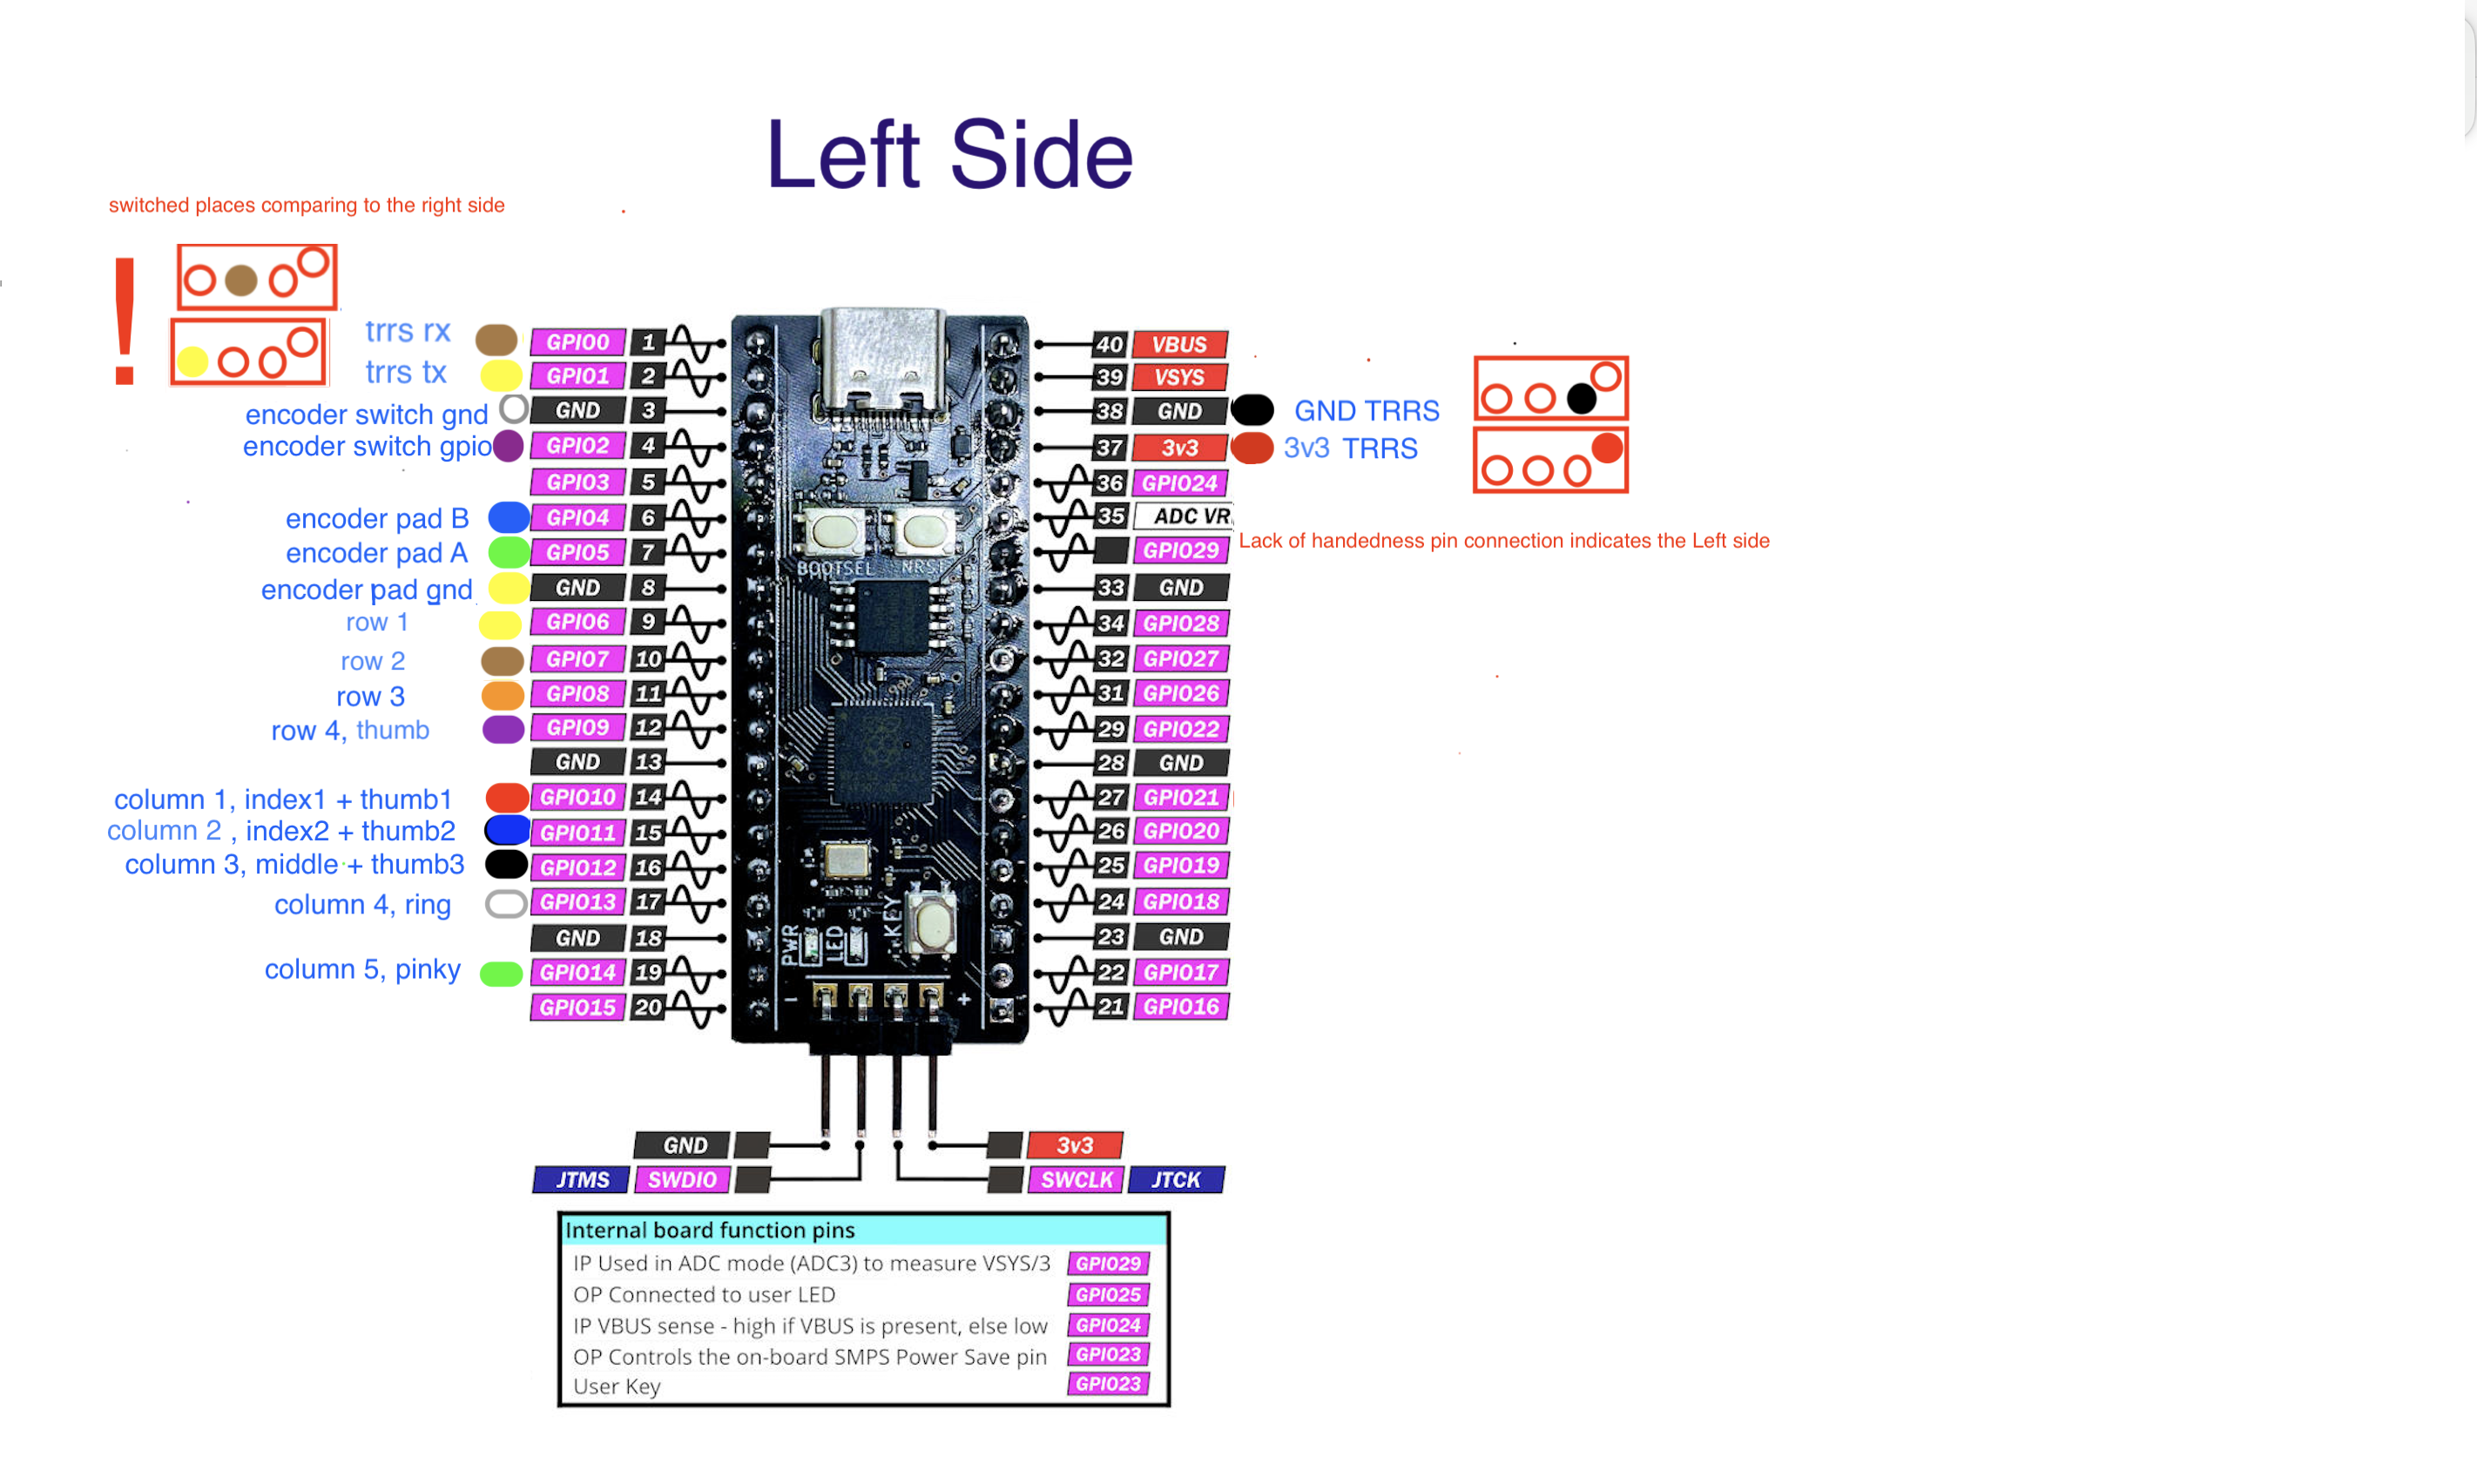 Left Side
switched places comparing to the right side
!
trrs rx GPIO0 1
trrs tx GPIO1 2
encoder switch gnd GND 3
encoder switch gpio GPIO2 4
GPIO3 5
encoder pad B GPIO4 6
encoder pad A GPIO5 7
encoder pad gnd GND 8
row 1 GPIO6 9
row 2 GPIO7 10
row 3 GPIO8 11
row 4, thumb GPIO9 12
GND 13
column 1, index1 + thumb1 GPIO10 14
column 2 , index2 + thumb2 GPIO11 15
column 3, middle + thumb3 GPIO12 16
column 4, ring GPIO13 17
GND 18
column 5, pinky GPIO14 19
GPIO15 20
BOOTSEL NRST
PWR
LED
KEY
- +
40 VBUS
39 VSYS
38 GND GND TRRS
37 3v3 3v3 TRRS
36 GPIO24
35 ADC VR
GPIO29 Lack of handedness pin connection indicates the Left side
33 GND
34 GPIO28
32 GPIO27
31 GPIO26
29 GPIO22
28 GND
27 GPIO21
26 GPIO20
25 GPIO19
24 GPIO18
23 GND
22 GPIO17
21 GPIO16
GND 3v3
JTMS SWDIO SWCLK JTCK
Internal board function pins
IP Used in ADC mode (ADC3) to measure VSYS/3 GPIO29
OP Connected to user LED GPIO25
IP VBUS sense - high if VBUS is present, else low GPIO24
OP Controls the on-board SMPS Power Save pin GPIO23
User Key GPIO23